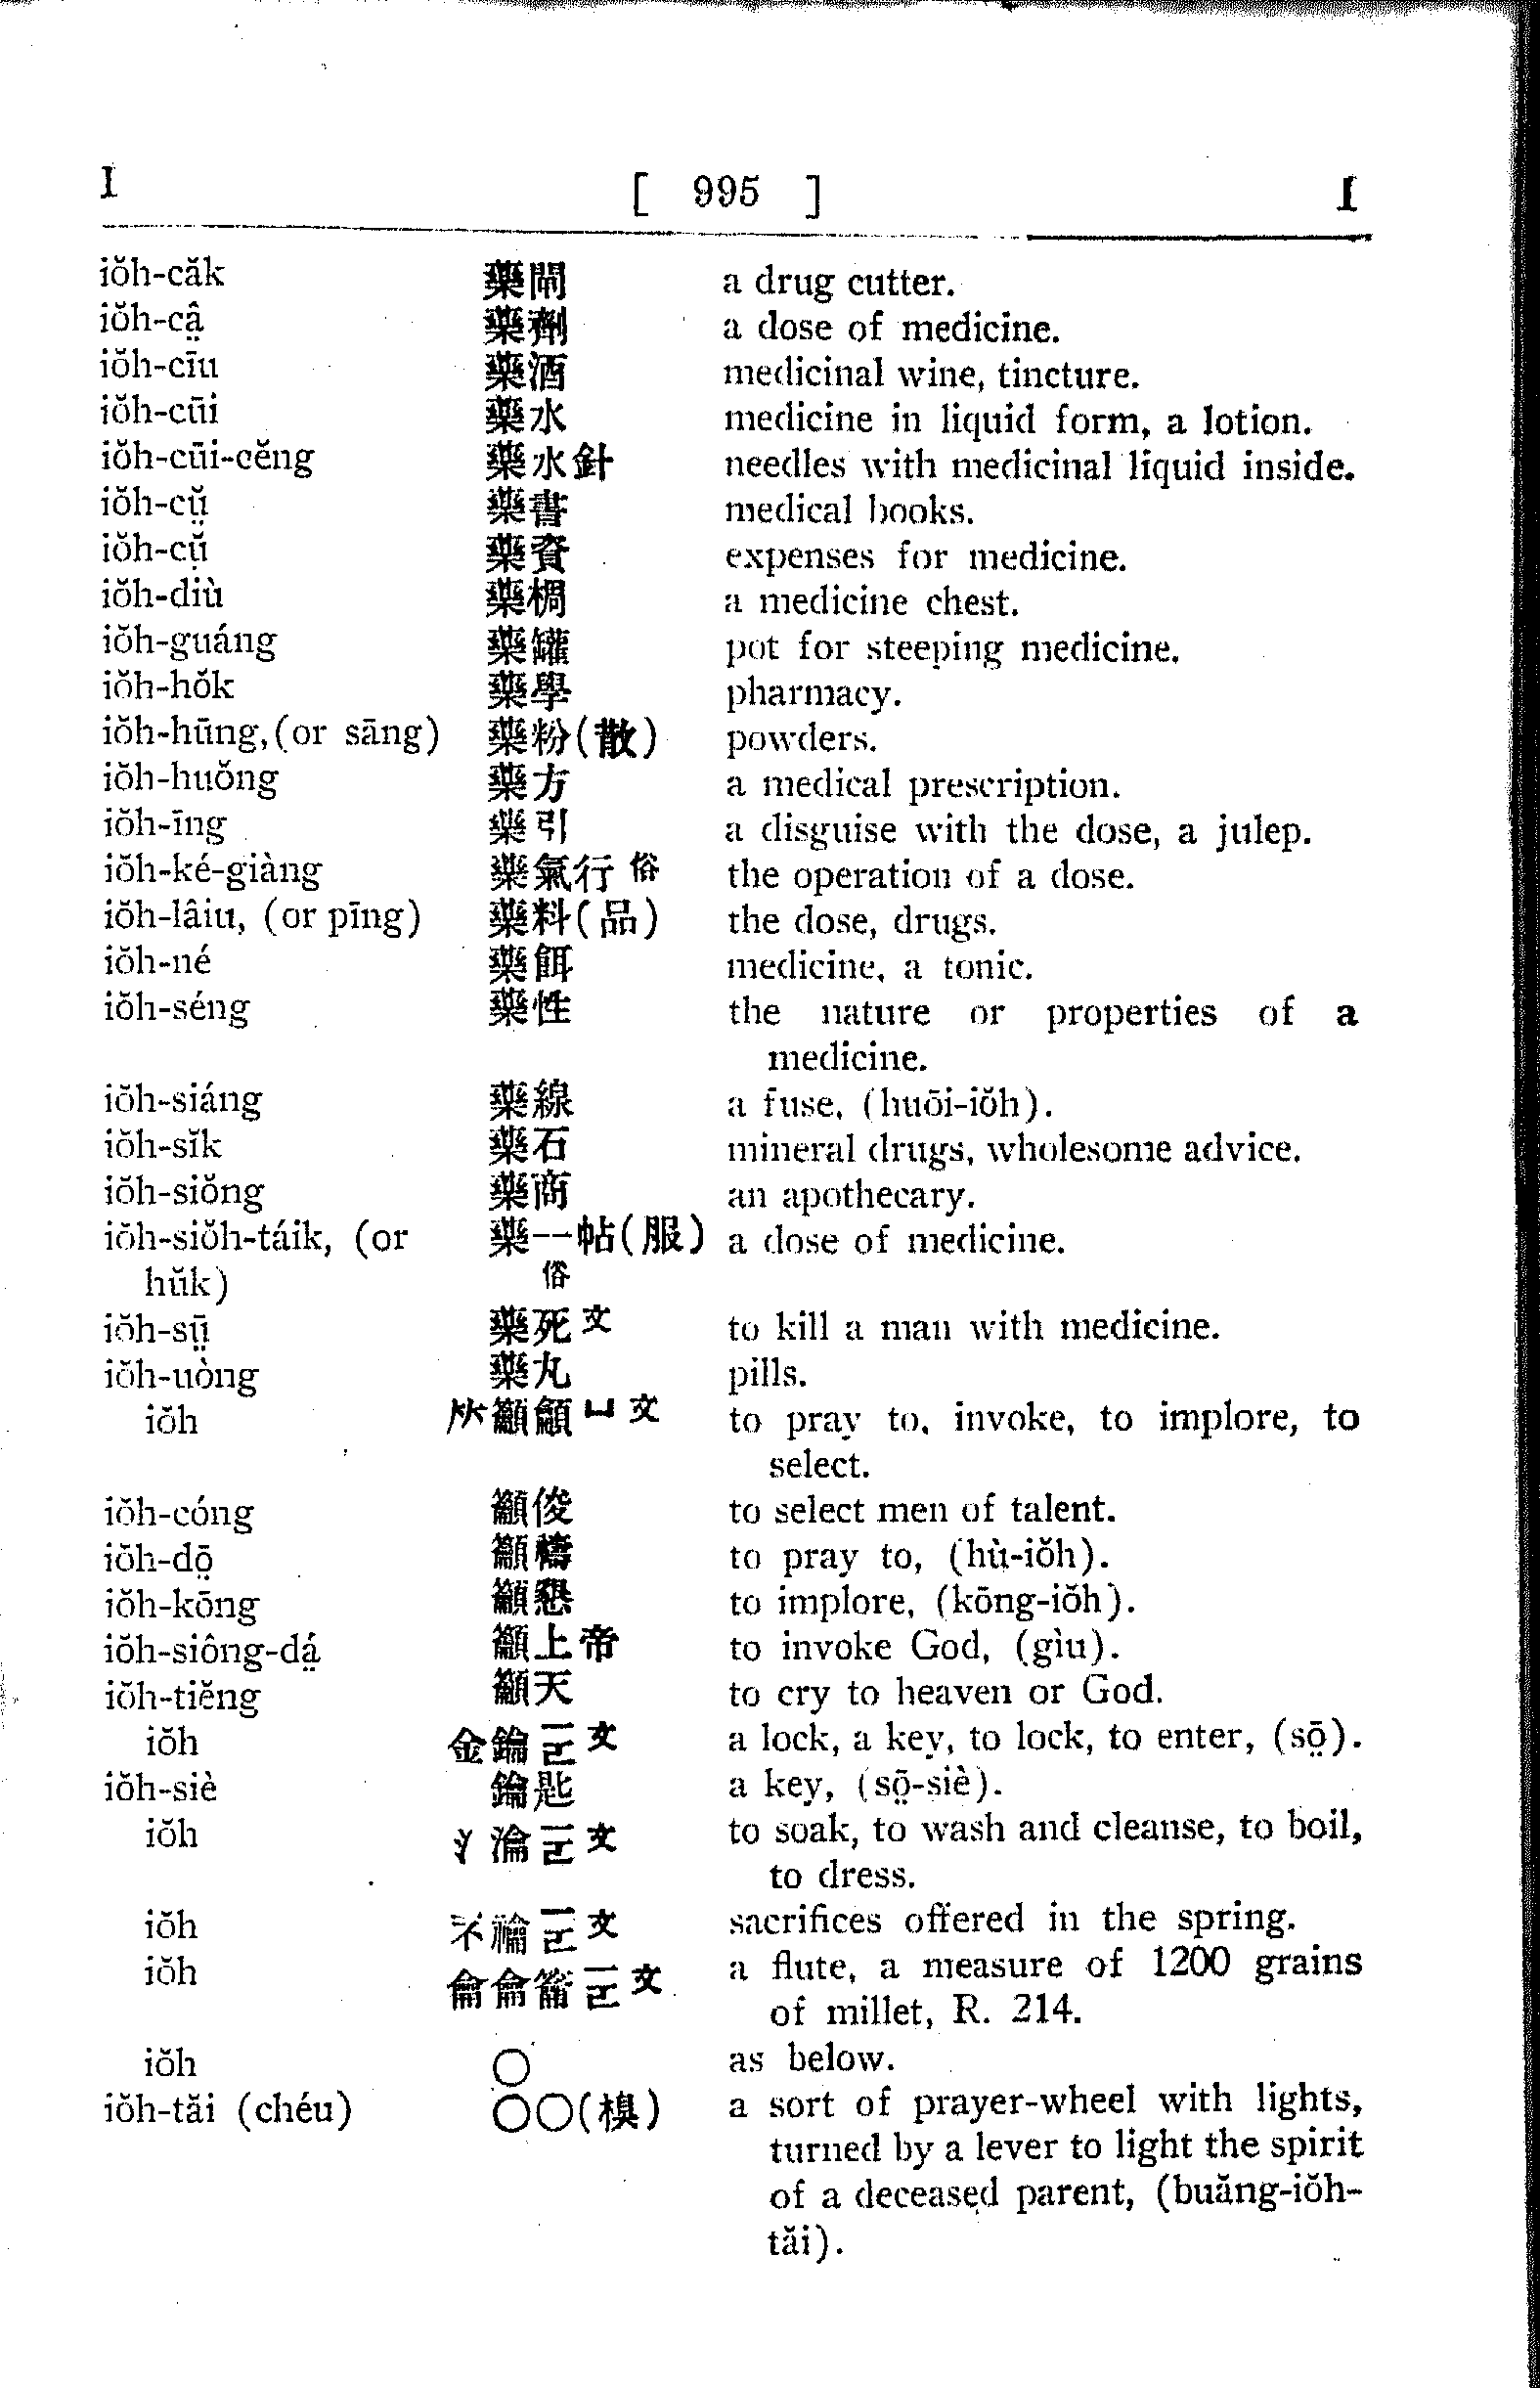 I [ 995 ] I
iŏh-căk 藥閘 a drug cutter.
iŏh-câ̤ 藥劑 a dose of medicine.
iŏh-cīu 藥酒 medicinal wine, tincture.
iŏh-cūi 藥水 medicine in liquid form, a lotion.
iŏh-cūi-cĕng 藥水針 needles with medicinal liquid inside.
iŏh-cṳ̆ 藥書 medical books.
iŏh-cṳ̆ 藥資 expenses for medicine.
iŏh-diù 藥椆 a medicine chest.
iŏh-guáng 藥罐 pot for steeping medicine.
iŏh-hŏk 藥學 pharmacy.
iŏh-hūng,(or sāng) 藥粉(散) powders.
iŏh-huŏng 藥方 a medical prescription.
iŏh-īng 藥引 a disguise with the dose, a julep.
iŏh-ké-giàng 藥氣行俗 the operation of a dose.
iŏh-lâiu, (or pīng) 藥料(品) the dose, drugs.
iŏh-né 藥餌 medicine, a tonic.
iŏh-séng 藥性 the nature or properties of a
medicine.
iŏh-siáng 藥線 a fuse, (huōi-iŏh).
iŏh-sĭk 藥石 mineral drugs, wholesome advice.
iŏh-siŏng 藥商 an apothecary.
iŏh-siŏh-táik, (or 藥一帖(服) a dose of medicine.
hŭk) 俗
iŏh-sṳ̄ 藥死文 to kill a man with medicine.
iŏh-uòng 藥丸 pills.
iŏh 籲龥凵文 to pray to, invoke, to implore, to
select.
iŏh-cóng 籲俊 to select men of talent.
iŏh-dō̤ 籲禱 to pray to, (hù-iŏh).
iŏh-kōng 籲懇 to implore, (kōng-iŏh).
iŏh-siông-dá̤ 籲上帝 to invoke God, (gìu).
iŏh-tiĕng 籲天 to cry to heaven or God.
iŏh 金鑰文 a lock, a key, to lock, to enter, (sō̤).
iŏh-siè 鑰匙 a key, (sō̤-siè).
iŏh 氵瀹文 to soak, to wash and cleanse, to boil,
to dress.
iŏh 禴文 sacrifices offered in the spring.
iŏh 龠龠籥文 a flute, a measure of 1200 grains
of millet, R. 214.
iŏh ○ as below.
iŏh-tăi (chéu) ○○(樹) a sort of prayer-wheel with lights,
turned by a lever to light the spirit
of a deceased parent, (buăng-iŏh-
tăi).